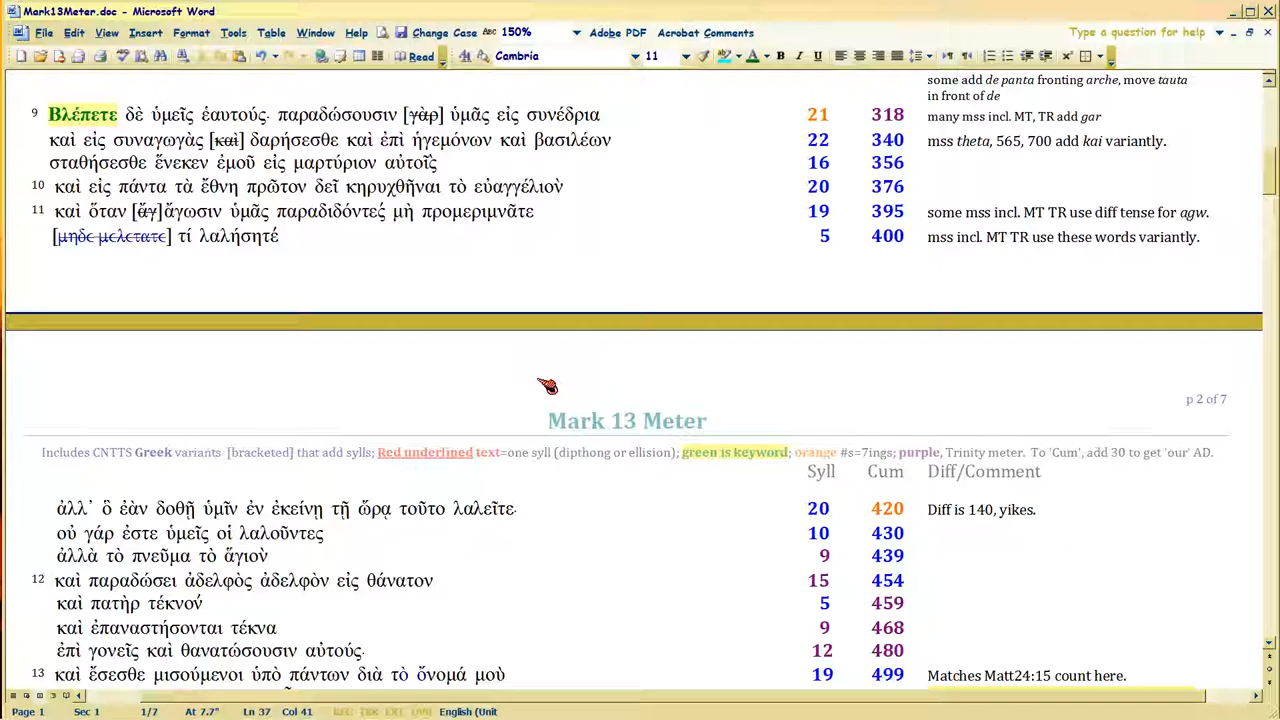 Mark13Meter.doc - Microsoft Word
File Edit View Insert Format Tools Table Window Help Change Case ABC 150% Adobe PDF Acrobat Comments Type a question for help
Read Cambria 11 B I U
some add de panta fronting arche, move tauta
in front of de
9 Βλέπετε δὲ ὑμεῖς ἑαυτούς· παραδώσουσιν [γὰρ] ὑμᾶς εἰς συνέδρια 21 318 many mss incl. MT, TR add gar
καὶ εἰς συναγωγὰς [καὶ] δαρήσεσθε καὶ ἐπὶ ἡγεμόνων καὶ βασιλέων 22 340 mss theta, 565, 700 add kai variantly.
σταθήσεσθε ἕνεκεν ἐμοῦ εἰς μαρτύριον αὐτοῖς 16 356
10 καὶ εἰς πάντα τὰ ἔθνη πρῶτον δεῖ κηρυχθῆναι τὸ εὐαγγέλιον 20 376
11 καὶ ὅταν [ἄγ]ἄγωσιν ὑμᾶς παραδιδόντες μὴ προμεριμνᾶτε 19 395 some mss incl. MT TR use diff tense for agw.
[μηδε μελετατε] τί λαλήσητε 5 400 mss incl. MT TR use these words variantly.
p 2 of 7
Mark 13 Meter
Includes CNTTS Greek variants [bracketed] that add sylls; Red underlined text=one syll (dipthong or ellision); green is keyword; orange #s=7ings; purple, Trinity meter. To 'Cum', add 30 to get 'our' AD.
Syll Cum Diff/Comment
ἀλλ᾽ ὃ ἐὰν δοθῇ ὑμῖν ἐν ἐκείνῃ τῇ ὥρᾳ τοῦτο λαλεῖτε· 20 420 Diff is 140, yikes.
οὐ γάρ ἐστε ὑμεῖς οἱ λαλοῦντες 10 430
ἀλλὰ τὸ πνεῦμα τὸ ἅγιον 9 439
12 καὶ παραδώσει ἀδελφὸς ἀδελφὸν εἰς θάνατον 15 454
καὶ πατὴρ τέκνον 5 459
καὶ ἐπαναστήσονται τέκνα 9 468
ἐπὶ γονεῖς καὶ θανατώσουσιν αὐτούς· 12 480
13 καὶ ἔσεσθε μισούμενοι ὑπὸ πάντων διὰ τὸ ὄνομά μοὺ 19 499 Matches Matt24:15 count here.
Page 1 Sec 1 1/7 At 7.7" Ln 37 Col 41 REC TRK EXT OVR English (Unit